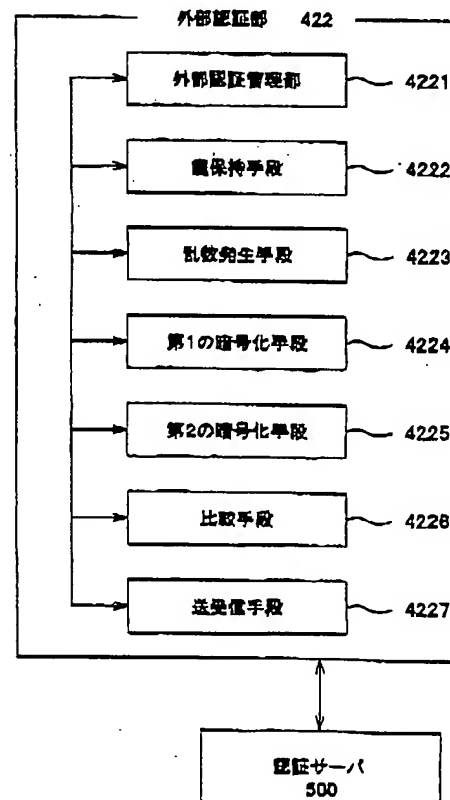 外部認証部 422
外部認証管理部 4221
鍵保持手段 4222
乱数発生手段 4223
第1の暗号化手段 4224
第2の暗号化手段 4225
比較手段 4226
送受信手段 4227
認証サーバ
500